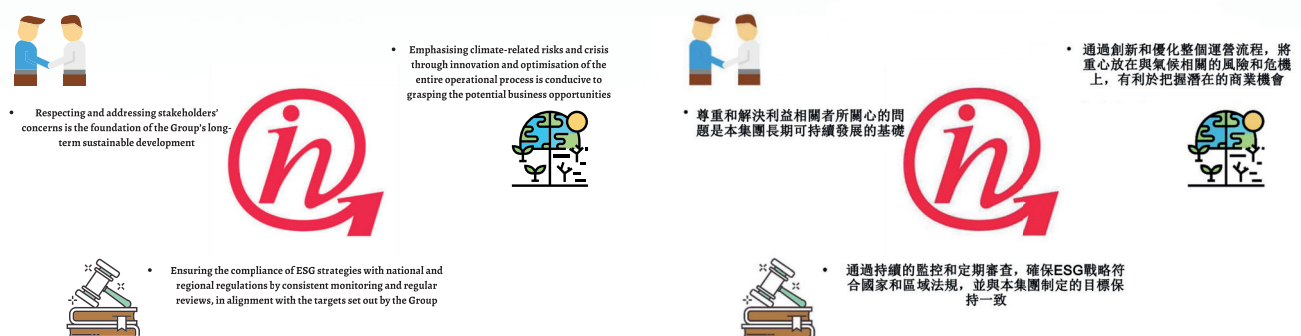 • Emphasising climate-related risks and crisis
through innovation and optimisation of the
entire operational process is conducive to
grasping the potential business opportunities
• Respecting and addressing stakeholders'
concerns is the foundation of the Group's long-
term sustainable development
in
• Ensuring the compliance of ESG strategies with national and
regional regulations by consistent monitoring and regular
reviews, in alignment with the targets set out by the Group
• 通過創新和優化整個運營流程，將
重心放在與氣候相關的風險和危機
上，有利於把握潛在的商業機會
• 尊重和解決利益相關者所關心的問
題是本集團長期可持續發展的基礎
in
• 通過持續的監控和定期審查，確保ESG戰略符
合國家和區域法規，並與本集團制定的目標保
持一致